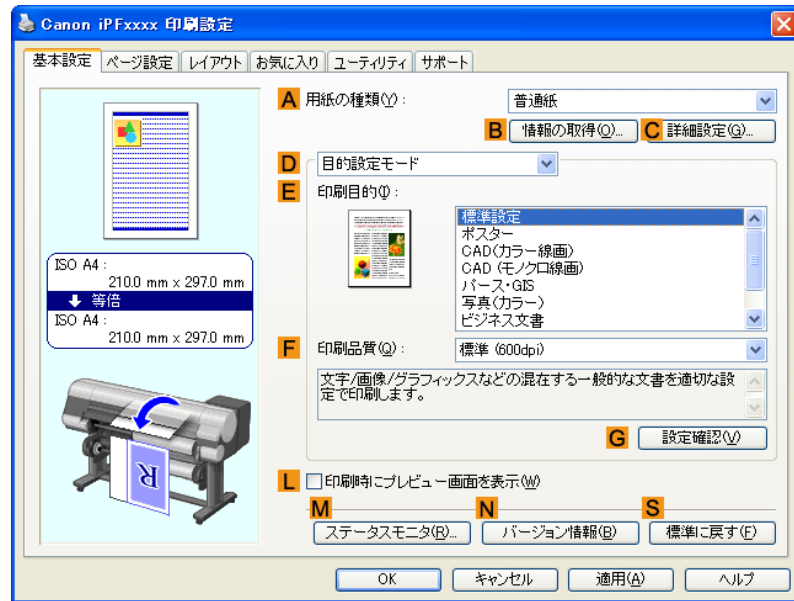 Canon iPFxxxx 印刷設定
基本設定 ページ設定 レイアウト お気に入り ユーティリティ サポート
A 用紙の種類(Y): 普通紙
B 情報の取得(O)... C 詳細設定(G)...
D 目的設定モード
E 印刷目的(I):
標準設定
ポスター
CAD(カラー線画)
CAD (モノクロ線画)
パース・GIS
写真(カラー)
ビジネス文書
ISO A4 :
210.0 mm x 297.0 mm
等倍
ISO A4 :
210.0 mm x 297.0 mm
F 印刷品質(Q): 標準 (600dpi)
文字/画像/グラフィックスなどの混在する一般的な文書を適切な設
定で印刷します。
G 設定確認(V)
R
L 印刷時にプレビュー画面を表示(W)
M N S
ステータスモニタ(R)... バージョン情報(B) 標準に戻す(F)
OK キャンセル 適用(A) ヘルプ